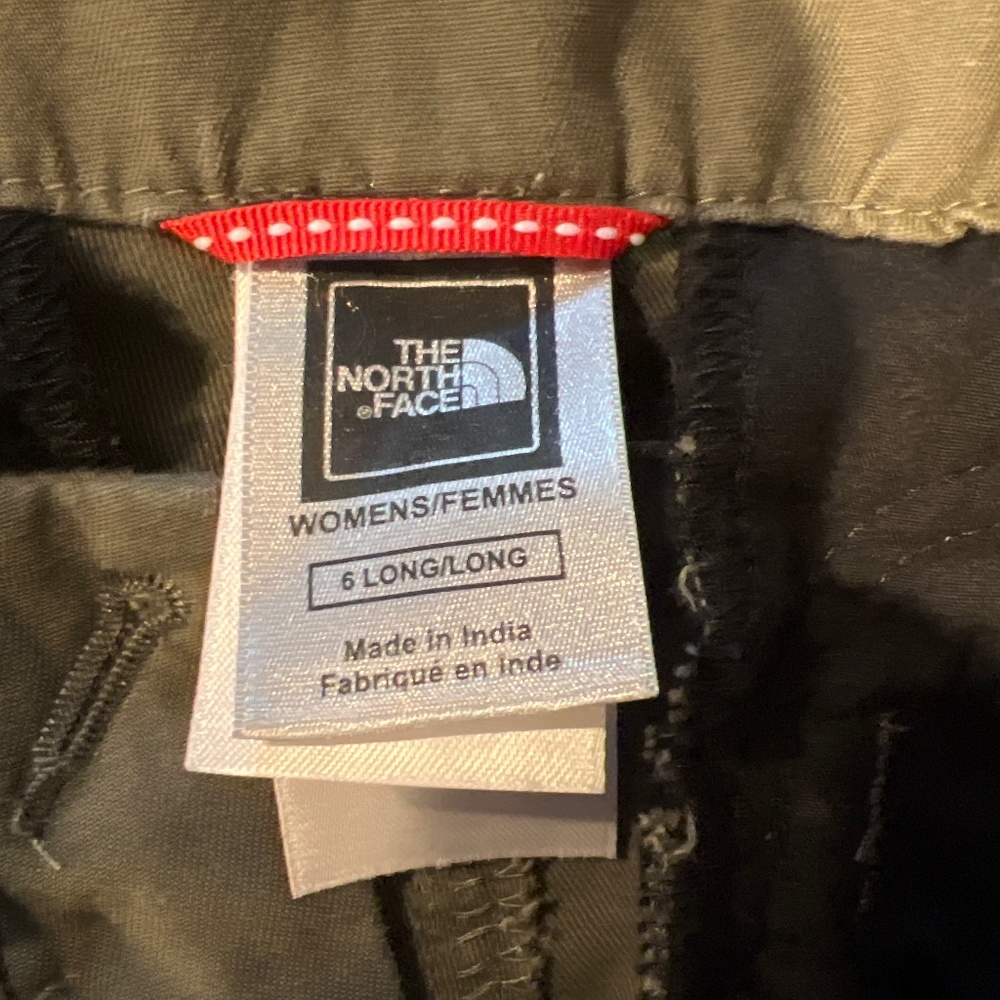 THE
NORTH
®FACE
WOMENS/FEMMES
6 LONG/LONG
Made in India
Fabriqué en inde